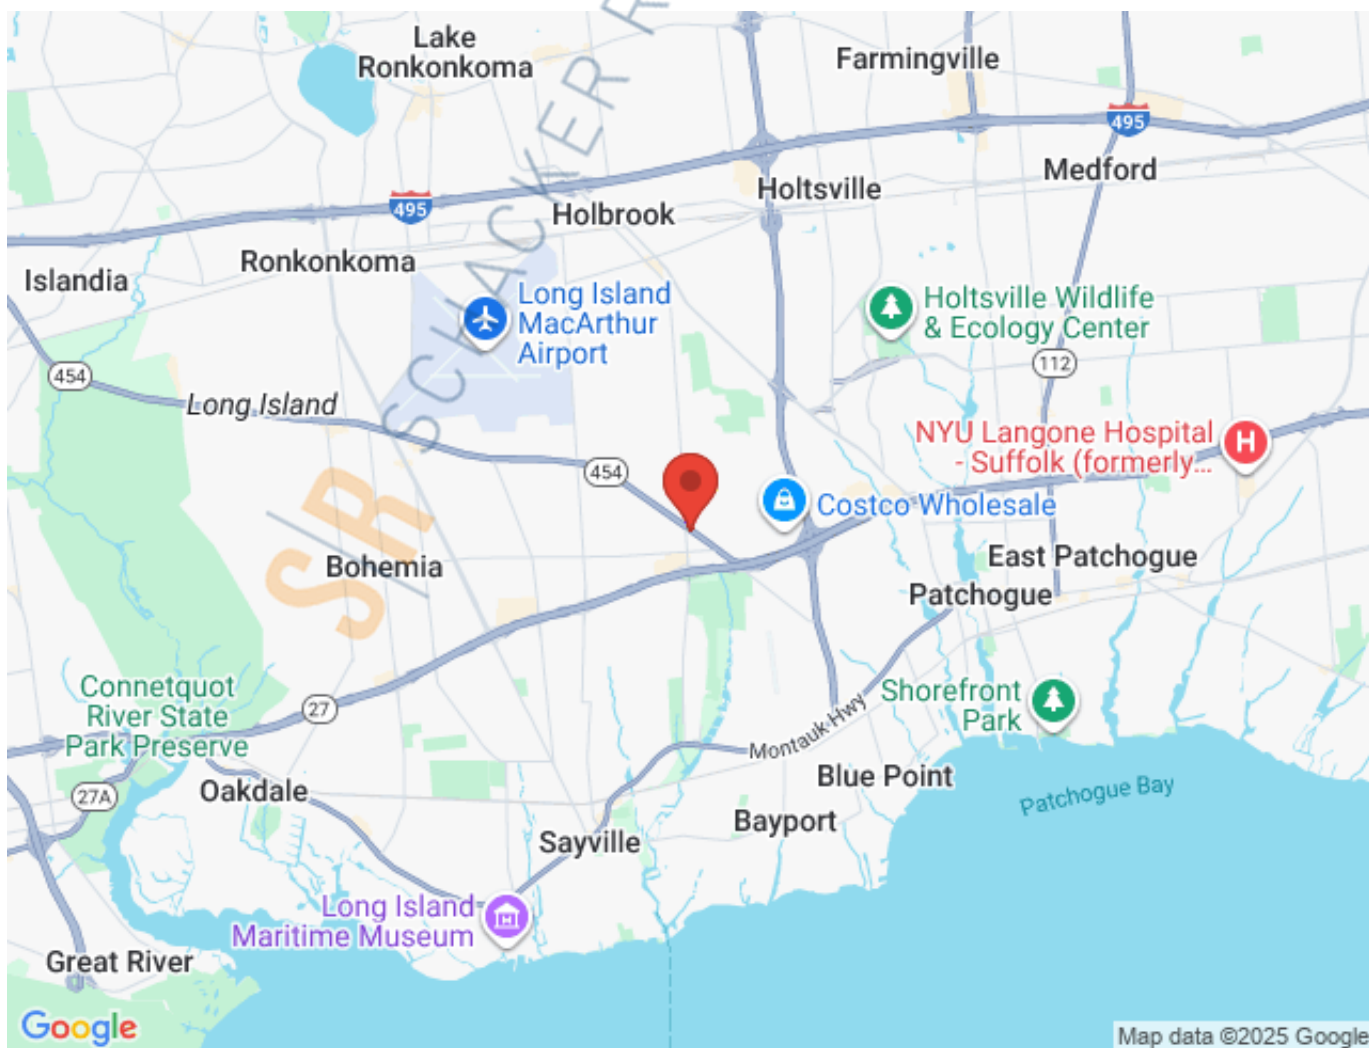 Lake
Ronkonkoma
Farmingville
495
Medford
Holtsville
495
Holbrook
Ronkonkoma
Islandia
Long Island
MacArthur
Airport
Holtsville Wildlife
& Ecology Center
112
454
Long Island
NYU Langone Hospital
- Suffolk (formerly...
H
454
Costco Wholesale
Bohemia
East Patchogue
Patchogue
Connetquot
River State
Park Preserve
27
Shorefront
Park
Montauk Hwy
27A
Oakdale
Blue Point
Patchogue Bay
Bayport
Sayville
Long Island
Maritime Museum
Great River
SIR SCHACKER R
Google
Map data ©2025 Google